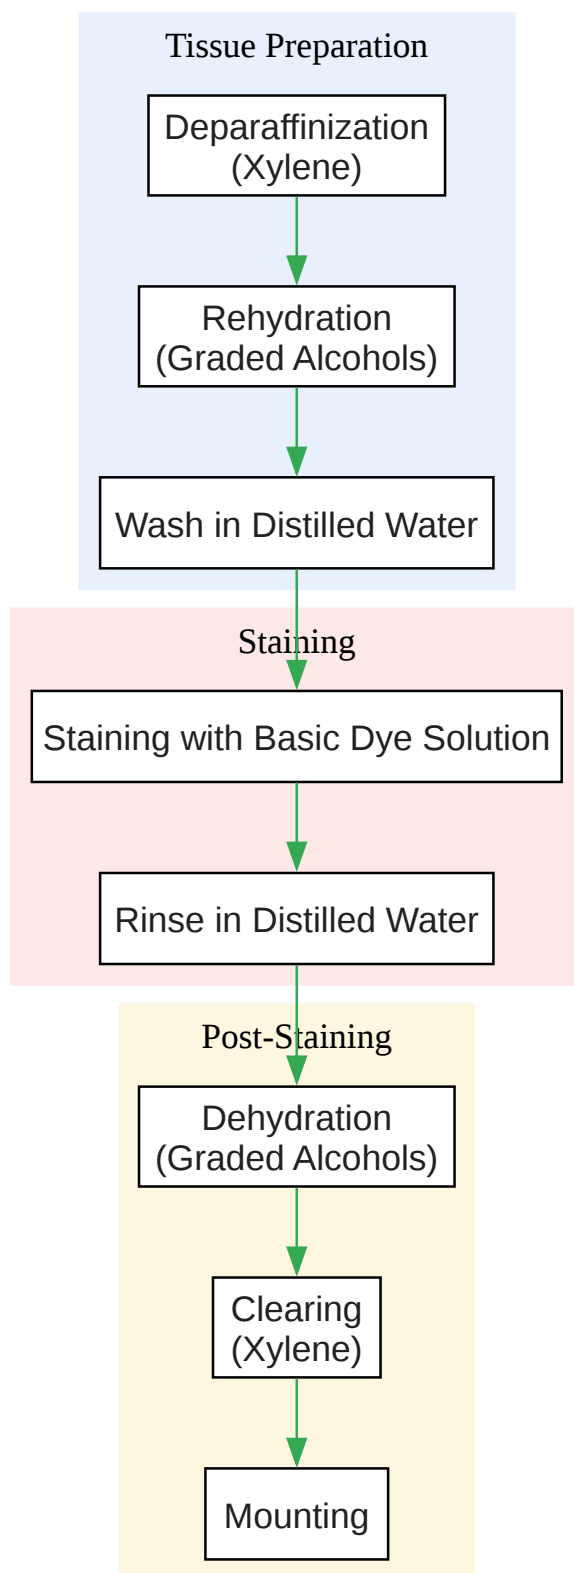 Tissue Preparation
Deparaffinization
(Xylene)
Rehydration
(Graded Alcohols)
Wash in Distilled Water
Staining
Staining with Basic Dye Solution
Rinse in Distilled Water
Post-Staining
Dehydration
(Graded Alcohols)
Clearing
(Xylene)
Mounting